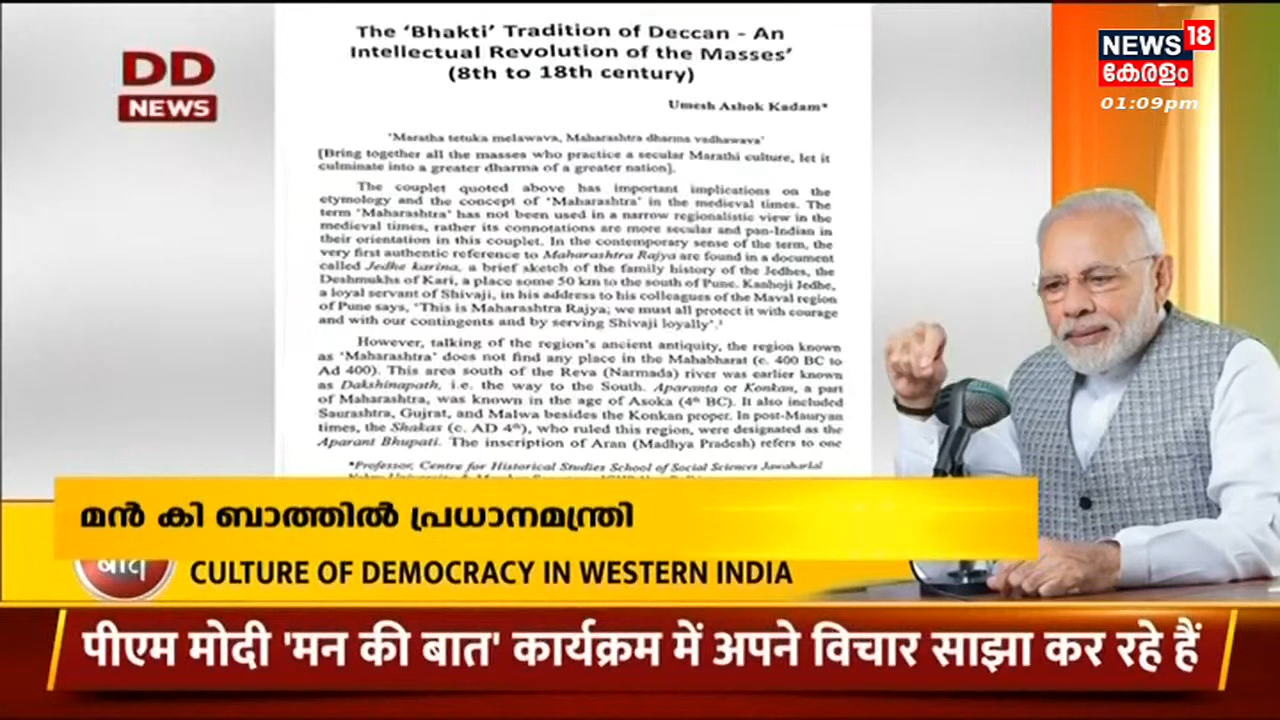 DD
NEWS
NEWS 18
കേരളം
01:09pm
The 'Bhakti' Tradition of Deccan - An
Intellectual Revolution of the Masses'
(8th to 18th century)
Umesh Ashok Kadam*
'Maratha tetuka melawava, Maharashtra dharma vadhawava'
[Bring together all the masses who practice a secular Marathi culture, let it
culminate into a greater dharma of a greater nation].
The couplet quoted above has important implications on the
etymology and the concept of 'Maharashtra' in the medieval times. The
term 'Maharashtra' has not been used in a narrow regionalistic view in the
medieval times, rather its connotations are more secular and pan-Indian in
their orientation in this couplet. In the contemporary sense of the term, the
very first authentic reference to Maharashtra Rajya are found in a document
called Jedhe karina, a brief sketch of the family history of the Jedhes, the
Deshmukhs of Kari, a place some 50 km to the south of Pune. Kanhoji Jedhe,
a loyal servant of Shivaji, in his address to his colleagues of the Maval region
of Pune says, 'This is Maharashtra Rajya; we must all protect it with courage
and with our contingents and by serving Shivaji loyally'.¹
However, talking of the region's ancient antiquity, the region known
as 'Maharashtra' does not find any place in the Mahabharat (c. 400 BC to
Ad 400). This area south of the Reva (Narmada) river was earlier known
as Dakshinapath, i.e. the way to the South. Aparanta or Konkan, a part
of Maharashtra, was known in the age of Asoka (4th BC). It also included
Saurashtra, Gujrat, and Malwa besides the Konkan proper. In post-Mauryan
times, the Shakas (c. AD 4th), who ruled this region, were designated as the
Aparant Bhupati. The inscription of Aran (Madhya Pradesh) refers to one
*Professor, Centre for Historical Studies School of Social Sciences Jawaharlal
മൻ കി ബാത്തിൽ പ്രധാനമന്ത്രി
बात
CULTURE OF DEMOCRACY IN WESTERN INDIA
पीएम मोदी 'मन की बात' कार्यक्रम में अपने विचार साझा कर रहे हैं